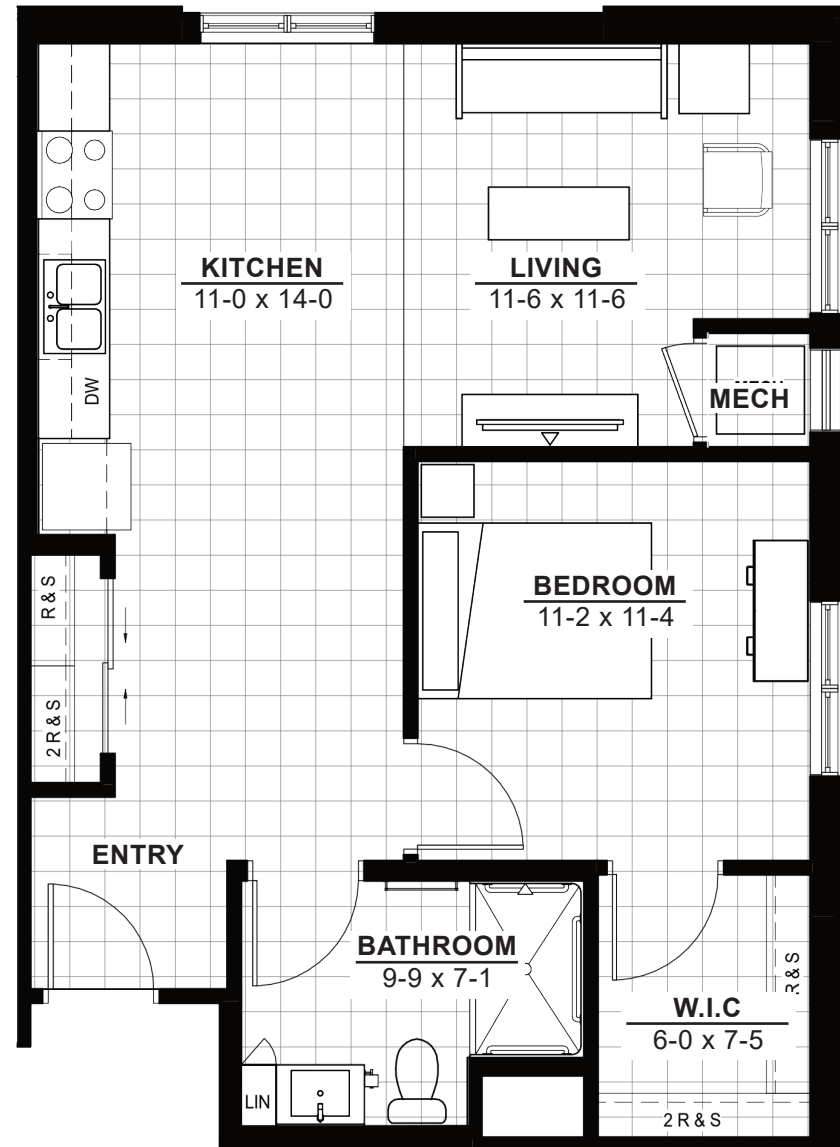 KITCHEN
11-0 x 14-0
LIVING
11-6 x 11-6
DW
MECH
R & S
2 R & S
BEDROOM
11-2 x 11-4
ENTRY
BATHROOM
9-9 x 7-1
R & S
W.I.C
6-0 x 7-5
LIN
2 R & S